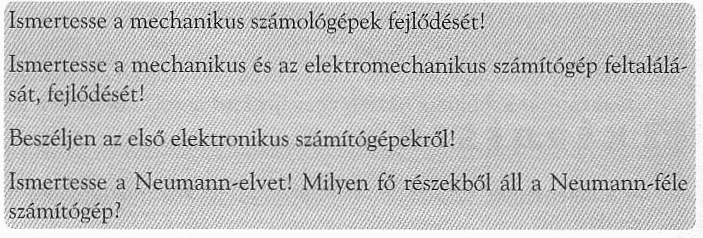 Ismertesse a mechanikus számológépek fejlődését!
Ismertesse a mechanikus és az elektromechanikus számítógép feltalálá-
sát, fejlődését!
Beszéljen az első elektronikus számítógépekről!
Ismertesse a Neumann-elvet! Milyen fő részekből áll a Neumann-féle
számítógép?